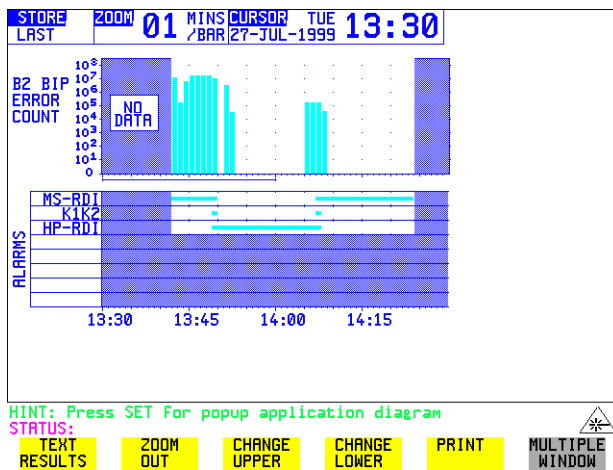 STORE ZOOM 01 MINS CURSOR TUE 13:30
LAST /BAR 27-JUL-1999
B2 BIP
ERROR
COUNT
10⁸
10⁷
10⁶
10⁵
10⁴
10³
10²
10¹
0
NO
DATA
ALARMS
MS-RDI
K1K2
HP-RDI
13:30 13:45 14:00 14:15
HINT: Press SET for popup application diagram
STATUS:
TEXT RESULTS
ZOOM OUT
CHANGE UPPER
CHANGE LOWER
PRINT
MULTIPLE WINDOW